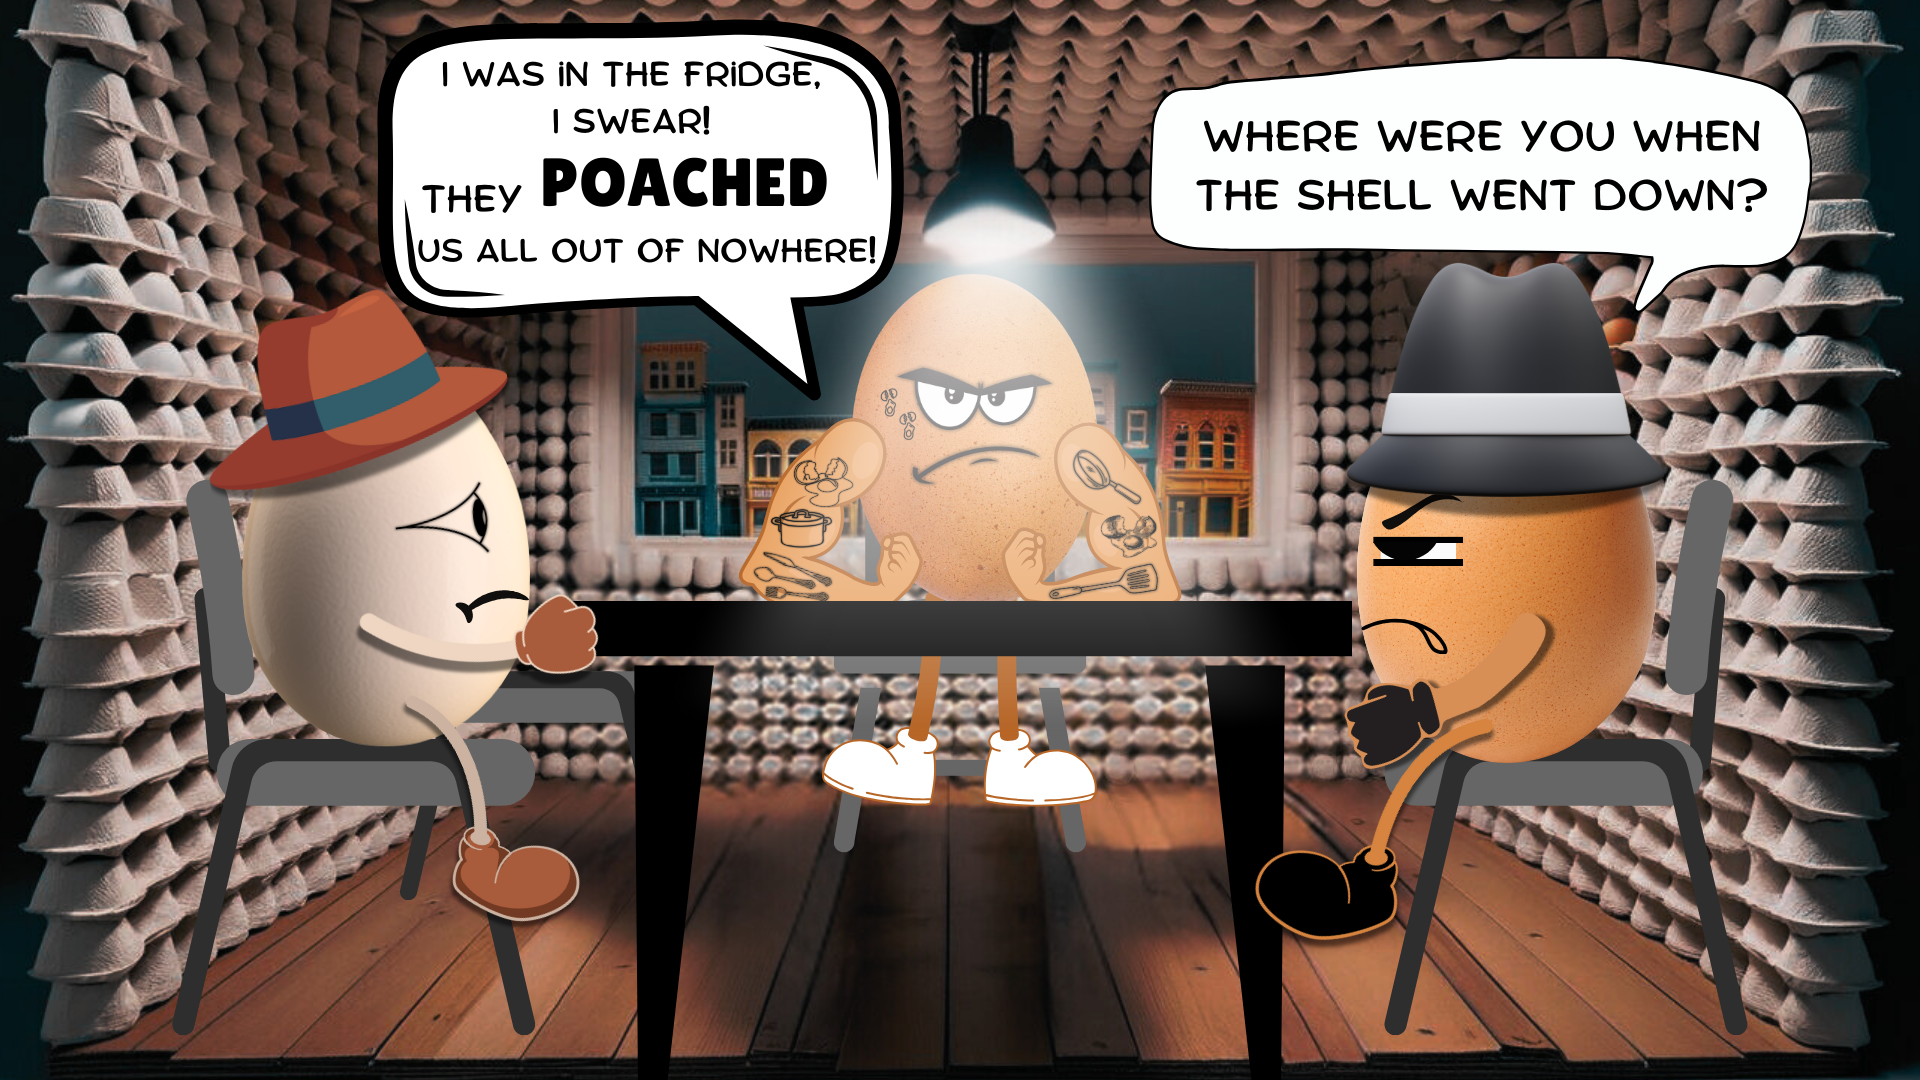 I WAS IN THE FRIDGE,
I SWEAR!
THEY POACHED
US ALL OUT OF NOWHERE!
WHERE WERE YOU WHEN
THE SHELL WENT DOWN?